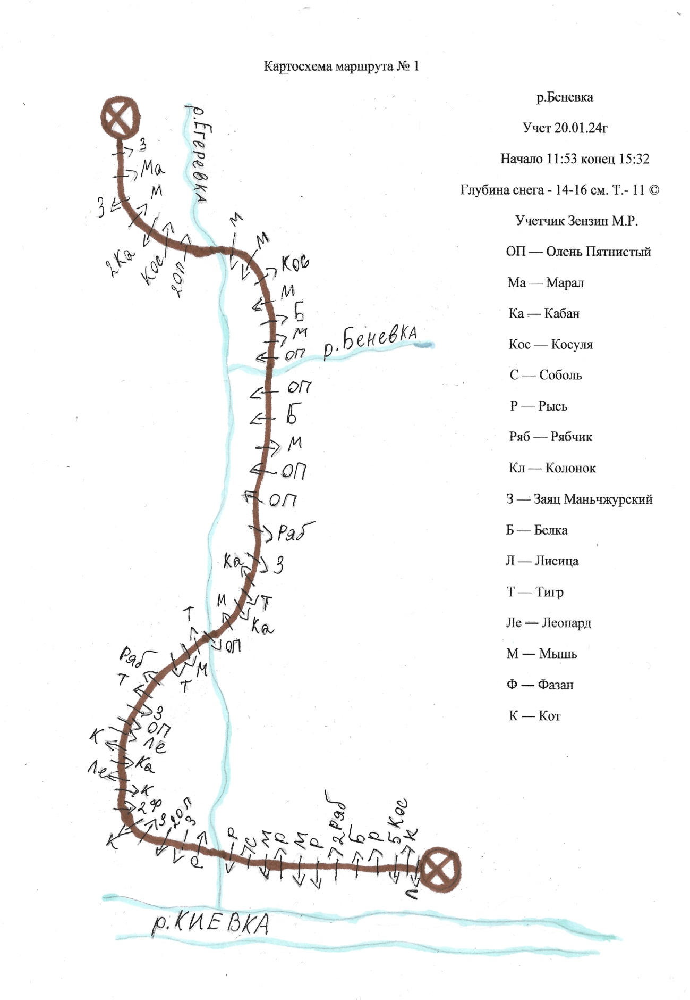 Картосхема маршрута № 1
р.Беневка
Учет 20.01.24г
Начало 11:53 конец 15:32
Глубина снега - 14-16 см. Т.- 11 ©
Учетчик Зензин М.Р.
ОП — Олень Пятнистый
Ма — Марал
Ка — Кабан
Кос — Косуля
С — Соболь
Р — Рысь
Ряб — Рябчик
Кл — Колонок
З — Заяц Маньчжурский
Б — Белка
Л — Лисица
Т — Тигр
Ле — Леопард
М — Мышь
Ф — Фазан
К — Кот
р.Егеревка
З
Ма
З
М
2Ка
Кос
2ОП
М
М
Кос
М
Б
М
ОП
р.Беневка
ОП
Б
М
ОП
ОП
Ряб
З
Ка
Т
Ка
М
ОП
Т
М
Т
Ряб
Т
З
ОП
Ле
К
Ка
Ле
К
2Ф
К
З
2ОП
З
Р
Р
С
М
Р
М
Р
2Ряб
Б
Р
5Кос
К
Л
р.КИЕВКА